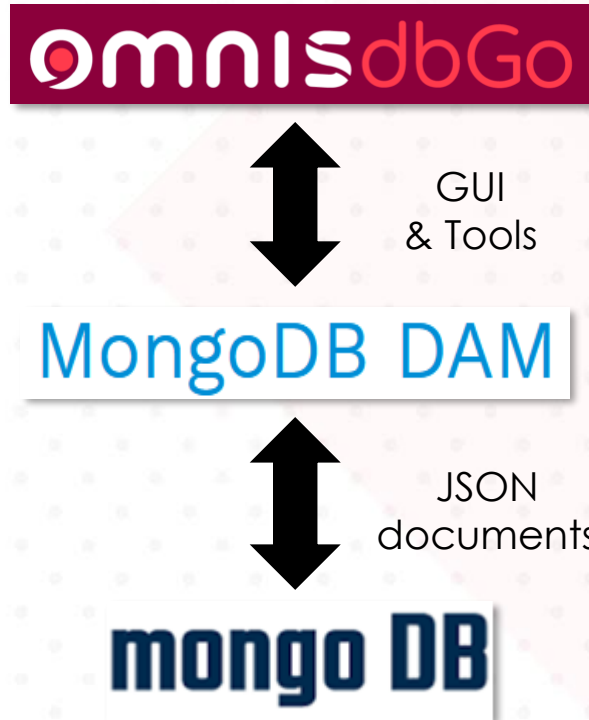 omnisdbGo
GUI
& Tools
MongoDB DAM
JSON
documents
mongo DB